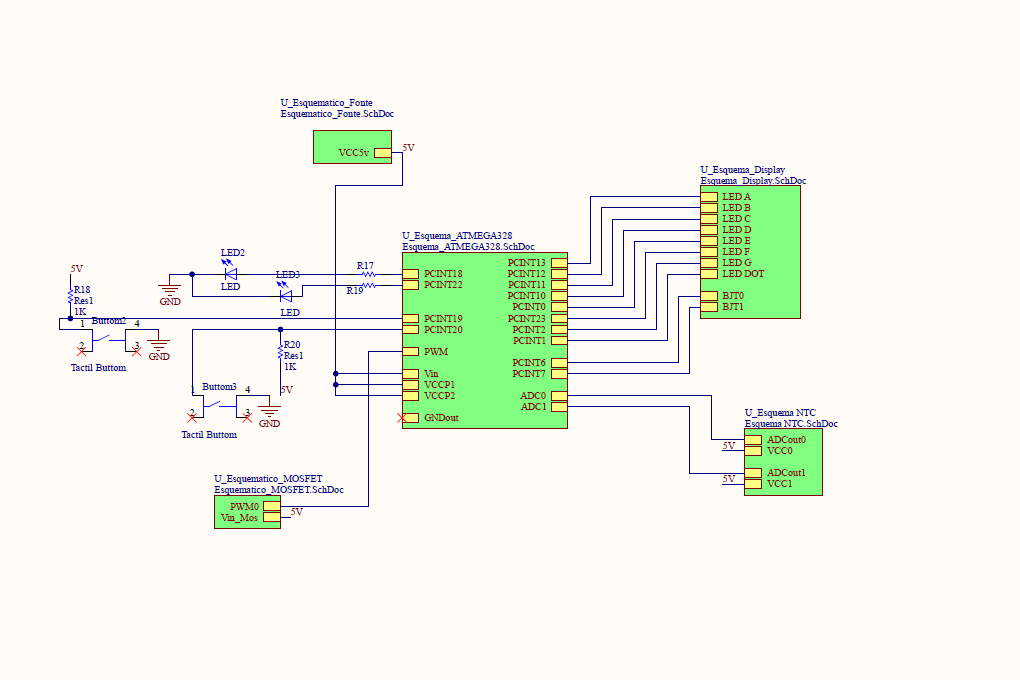 U_Esquematico_Fonte
Esquematico_Fonte.SchDoc
VCC5v
5V
U_Esquema_Display
Esquema_Display.SchDoc
LED A
LED B
LED C
LED D
LED E
LED F
LED G
LED DOT
BJT0
BJT1
U_Esquema_ATMEGA328
Esquema_ATMEGA328.SchDoc
PCINT18
PCINT22
PCINT19
PCINT20
PWM
Vin
VCCP1
VCCP2
GNDout
PCINT13
PCINT12
PCINT11
PCINT10
PCINT0
PCINT23
PCINT2
PCINT1
PCINT6
PCINT7
ADC0
ADC1
LED2
LED
R17
LED3
LED
R19
GND
5V
R18
Res1
1K
Buttom2
1
4
2
3
GND
Tactil Buttom
R20
Res1
1K
5V
Buttom3
1
4
2
3
GND
Tactil Buttom
U_Esquema NTC
Esquema NTC.SchDoc
ADCout0
5V
VCC0
ADCout1
5V
VCC1
U_Esquematico_MOSFET
Esquematico_MOSFET.SchDoc
PWM0
Vin_Mos
5V